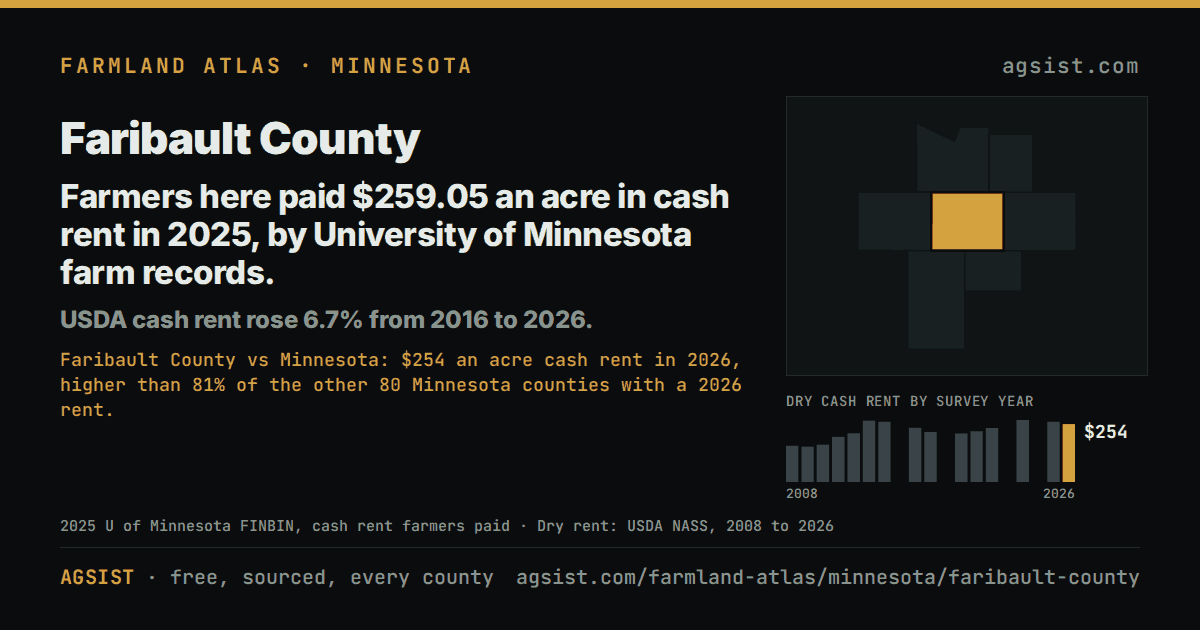 FARMLAND ATLAS · MINNESOTA
agsist.com
Faribault County
Farmers here paid $259.05 an acre in cash
rent in 2025, by University of Minnesota
farm records.
USDA cash rent rose 6.7% from 2016 to 2026.
Faribault County vs Minnesota: $254 an acre cash rent in 2026,
higher than 81% of the other 80 Minnesota counties with a 2026
rent.
DRY CASH RENT BY SURVEY YEAR
$254
2008
2026
2025 U of Minnesota FINBIN, cash rent farmers paid · Dry rent: USDA NASS, 2008 to 2026
AGSIST · free, sourced, every county
agsist.com/farmland-atlas/minnesota/faribault-county